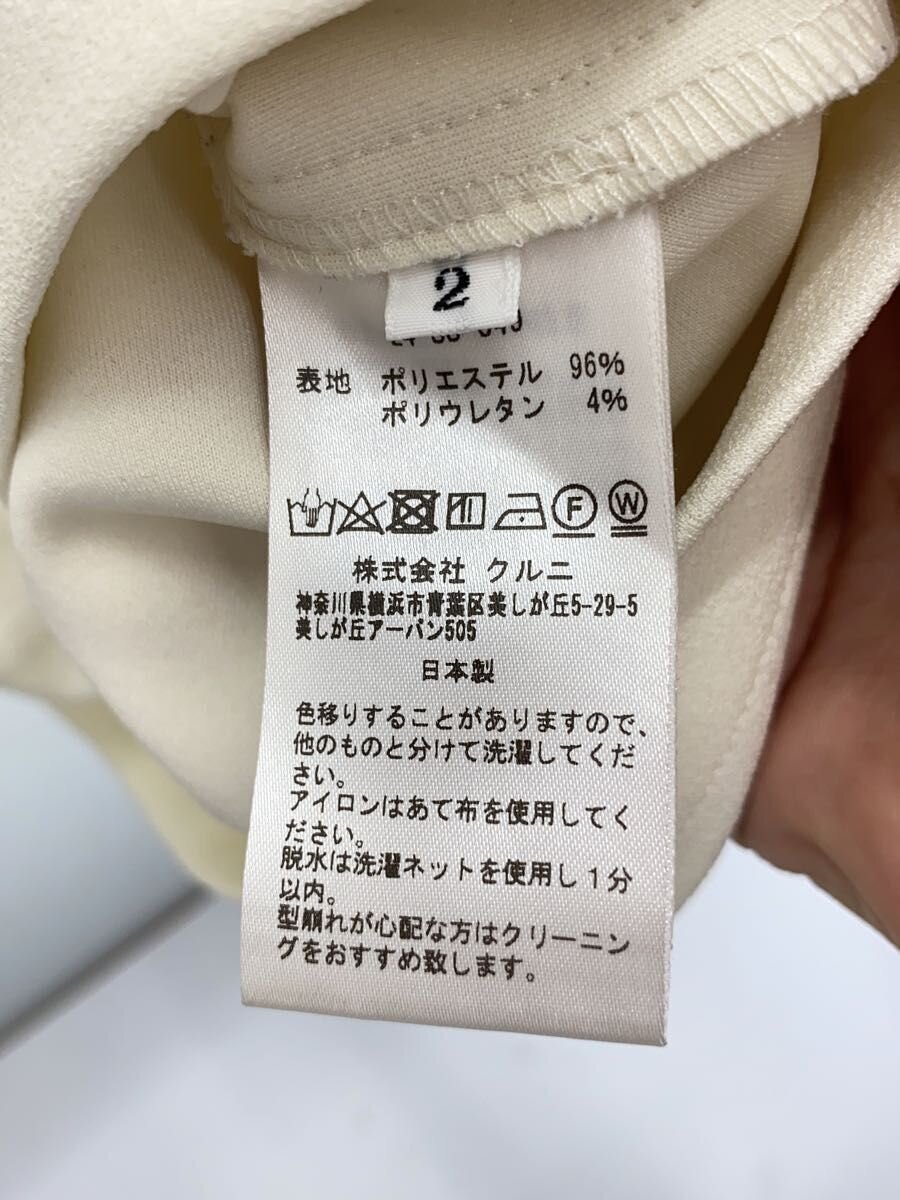 2
表地 ポリエステル 96%
ポリウレタン 4%
F W
株式会社 クルニ
神奈川県横浜市青葉区美しが丘5-29-5
美しが丘アーバン505
日本製
色移りすることがありますので、
他のものと分けて洗濯してくだ
さい。
アイロンはあて布を使用してく
ださい。
脱水は洗濯ネットを使用し1分
以内。
型崩れが心配な方はクリーニン
グをおすすめ致します。